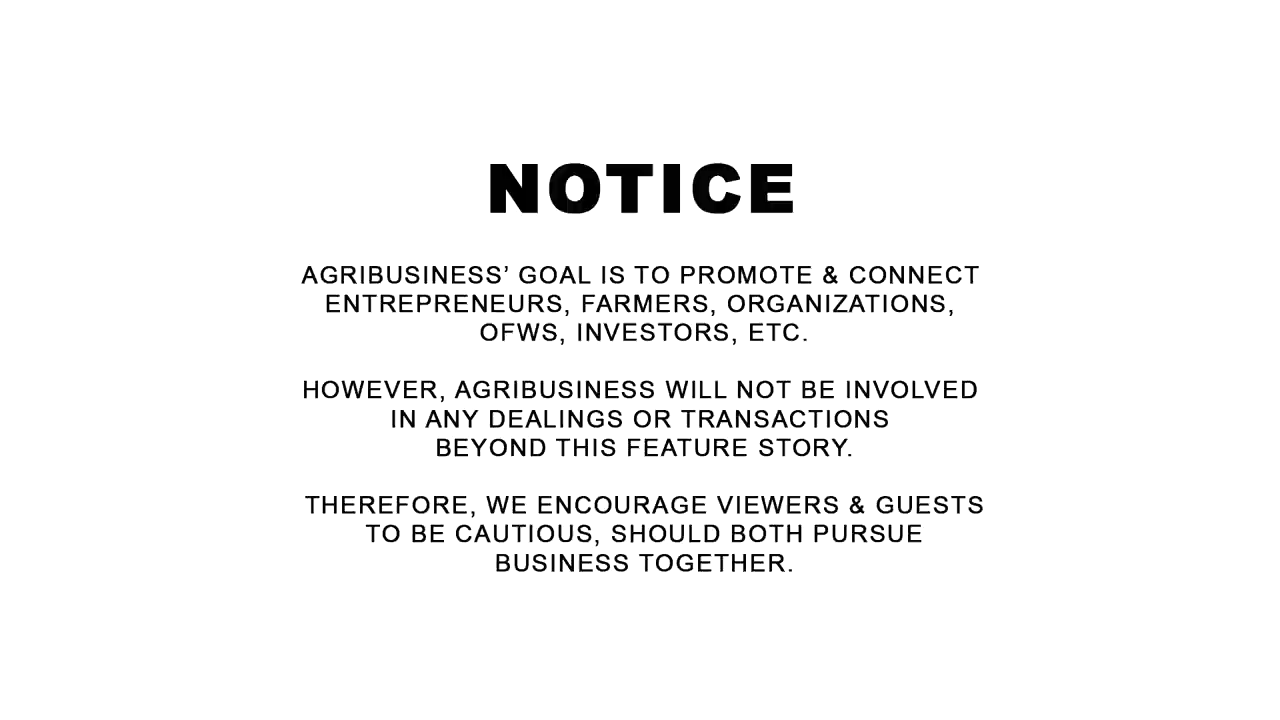 NOTICE
AGRIBUSINESS’ GOAL IS TO PROMOTE & CONNECT
ENTREPRENEURS, FARMERS, ORGANIZATIONS,
OFWS, INVESTORS, ETC.
HOWEVER, AGRIBUSINESS WILL NOT BE INVOLVED
IN ANY DEALINGS OR TRANSACTIONS
BEYOND THIS FEATURE STORY.
THEREFORE, WE ENCOURAGE VIEWERS & GUESTS
TO BE CAUTIOUS, SHOULD BOTH PURSUE
BUSINESS TOGETHER.